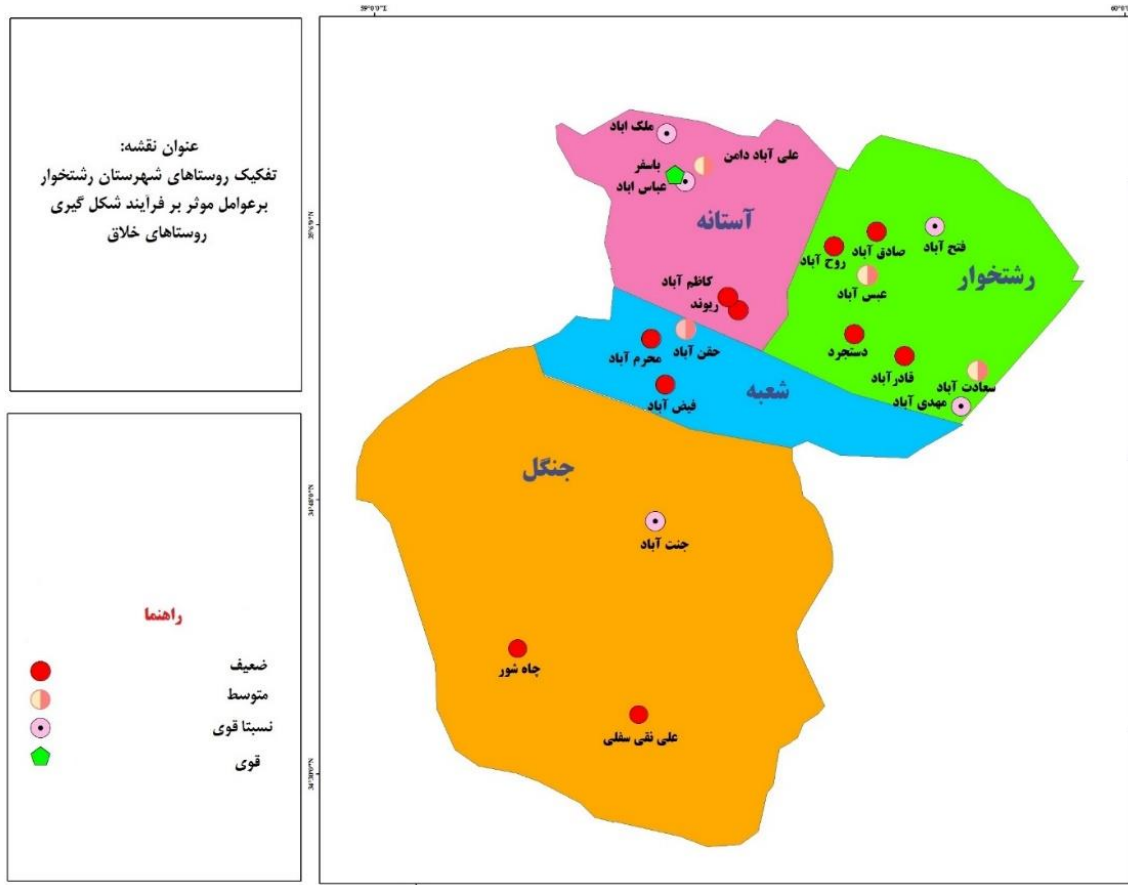 عنوان نقشه:
تفکیک روستاهای شهرستان رشتخوار
برعوامل موثر بر فرآیند شکل گیری
روستاهای خلاق
راهنما
ضعیف
متوسط
نسبتا قوی
قوی
ملک اباد
علی آباد دامن
باسفر
عباس اباد
آستانه
کاظم آباد
ریوند
فتح آباد
صادق آباد
روح آباد
رشتخوار
عبس آباد
دستجرد
قادرآباد
سعادت آباد
مهدی آباد
حقن آباد
محرم آباد
شعبه
فیض آباد
جنگل
جنت آباد
چاه شور
علی نقی سفلی